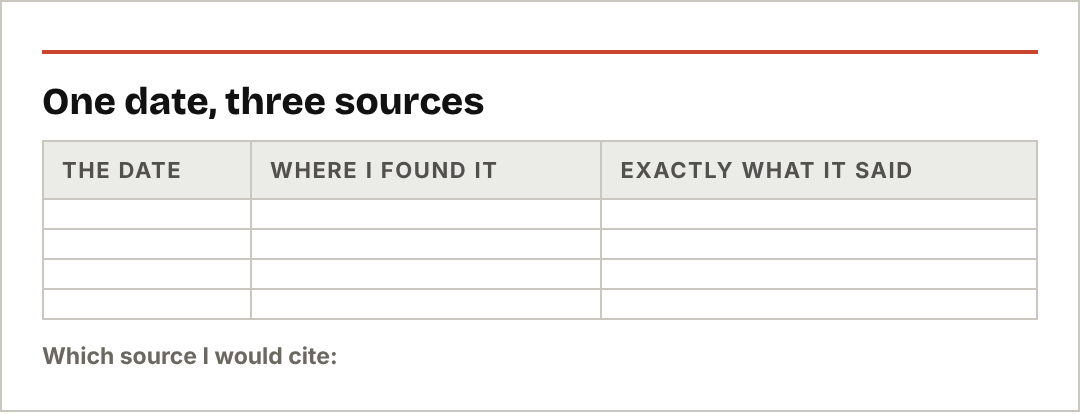 One date, three sources
THE DATE WHERE I FOUND IT EXACTLY WHAT IT SAID
Which source I would cite: